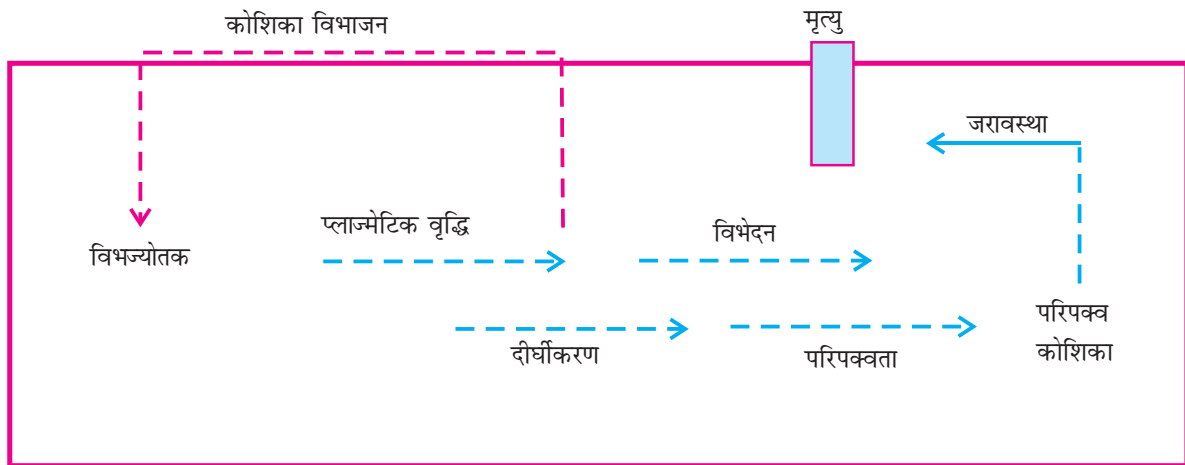 मृत्यु
कोशिका विभाजन
जरावस्था
प्लाज्मेटिक वृद्धि
विभेदन
विभज्योतक
परिपक्व
कोशिका
दीर्घीकरण
परिपक्वता